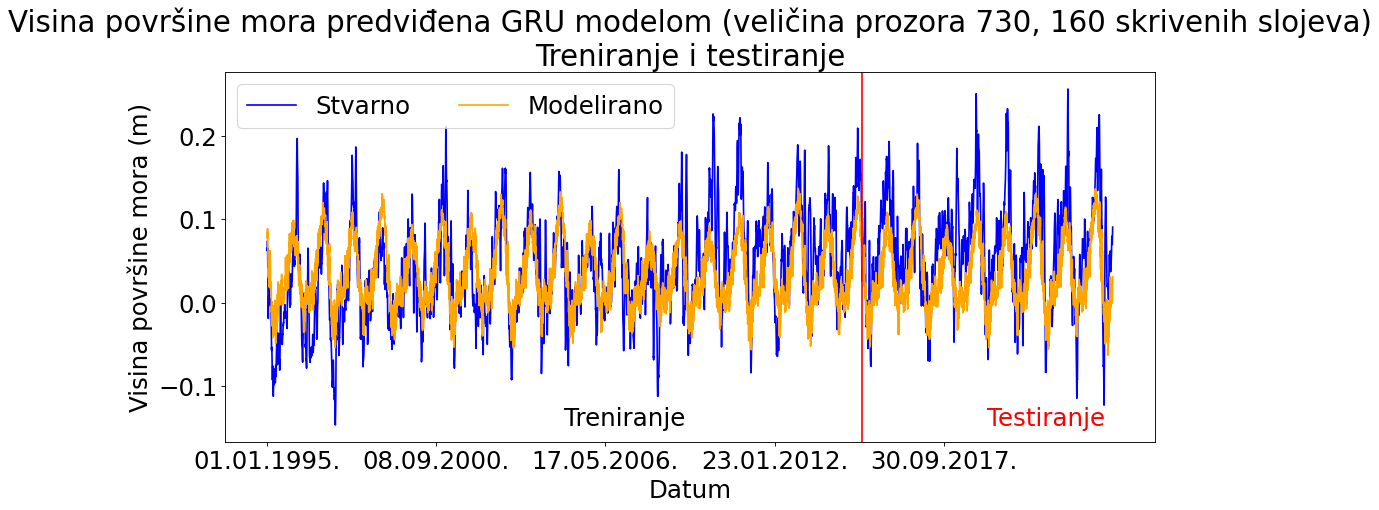 Visina površine mora predviđena GRU modelom (veličina prozora 730, 160 skrivenih slojeva)
Treniranje i testiranje
Stvarno
Modelirano
Visina površine mora (m)
0.2
0.1
0.0
−0.1
Treniranje
Testiranje
01.01.1995.
08.09.2000.
17.05.2006.
23.01.2012.
30.09.2017.
Datum